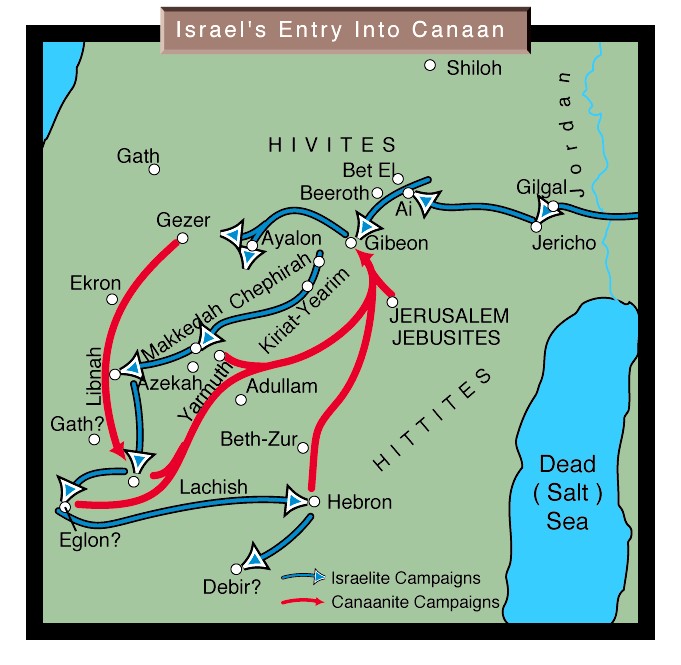 Israel's Entry Into Canaan
Shiloh
Jordan
HIVITES
Gath
Bet El
Beeroth
Ai
Gilgal
Gezer
Ayalon
Gibeon
Jericho
Ekron
Chephirah
Kiriat-Yearim
JERUSALEM
JEBUSITES
Makkedah
Libnah
Azekah
Yarmuth
Adullam
HITTITES
Gath?
Beth-Zur
Dead
( Salt )
Sea
Lachish
Hebron
Eglon?
Debir?
Israelite Campaigns
Canaanite Campaigns